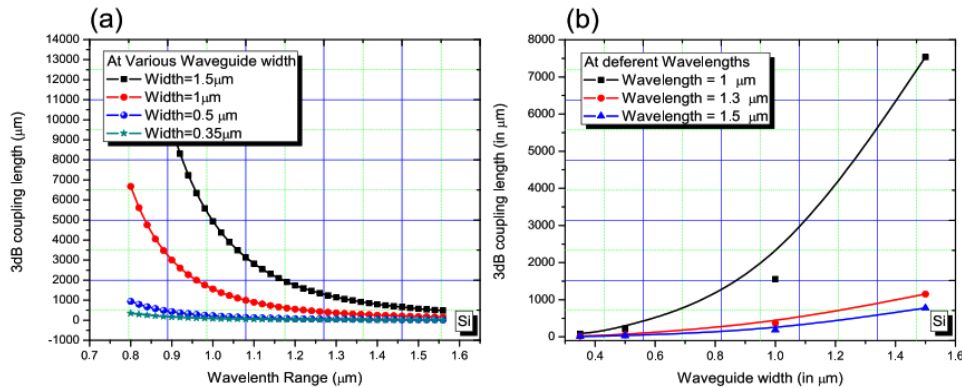 (a)
14000
13000
12000
11000
10000
9000
8000
7000
6000
5000
4000
3000
2000
1000
0
-1000
3dB coupling length (μm)
At Various Waveguide width
Width=1.5μm
Width=1μm
Width=0.5 μm
Width=0.35μm
Si
0.7 0.8 0.9 1.0 1.1 1.2 1.3 1.4 1.5 1.6
Wavelenth Range (μm)
(b)
8000
7000
6000
5000
4000
3000
2000
1000
0
3dB coupling length (in μm)
At deferent Wavelengths
Wavelength = 1 μm
Wavelength = 1.3 μm
Wavelength = 1.5 μm
Si
0.4 0.6 0.8 1.0 1.2 1.4 1.6
Waveguide width (in μm)